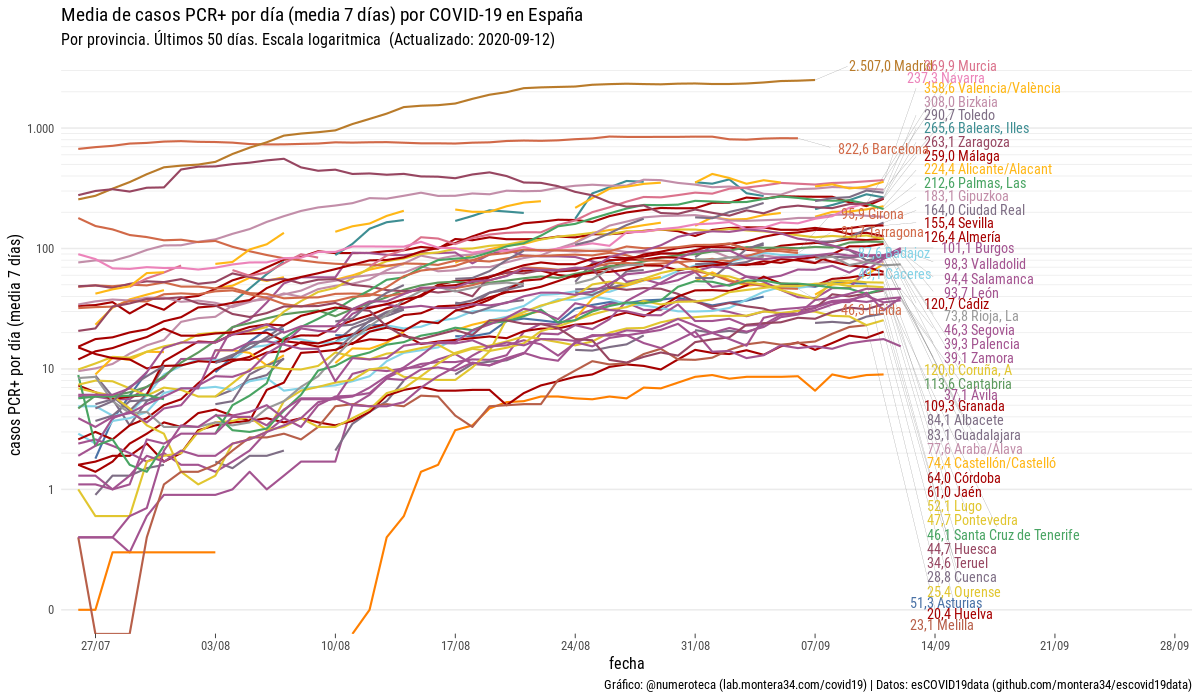 Media de casos PCR+ por día (media 7 días) por COVID-19 en España
Por provincia. Últimos 50 días. Escala logaritmica (Actualizado: 2020-09-12)
casos PCR+ por día (media 7 días)
1.000
100
10
1
0
2.507,0 Madrid
369,9 Murcia
237,3 Navarra
358,6 Valencia/València
308,0 Bizkaia
290,7 Toledo
265,6 Balears, Illes
263,1 Zaragoza
822,6 Barcelona
259,0 Málaga
224,4 Alicante/Alacant
212,6 Palmas, Las
183,1 Gipuzkoa
164,0 Ciudad Real
95,9 Girona
155,4 Sevilla
Tarragona
126,4 Almería
101,1 Burgos
Badajoz
98,3 Valladolid
Cáceres
94,4 Salamanca
93,7 León
120,7 Cádiz
46,3 Lleida
73,8 Rioja, La
46,3 Segovia
39,3 Palencia
39,1 Zamora
120,0 Coruña, A
113,6 Cantabria
37,1 Ávila
109,3 Granada
84,1 Albacete
83,1 Guadalajara
77,6 Araba/Álava
74,4 Castellón/Castelló
64,0 Córdoba
61,0 Jaén
52,1 Lugo
47,7 Pontevedra
46,1 Santa Cruz de Tenerife
44,7 Huesca
34,6 Teruel
28,8 Cuenca
25,4 Ourense
51,3 Asturias
20,4 Huelva
23,1 Melilla
27/07
03/08
10/08
17/08
24/08
31/08
07/09
14/09
21/09
28/09
fecha
Gráfico: @numeroteca (lab.montera34.com/covid19) | Datos: esCOVID19data (github.com/montera34/escovid19data)